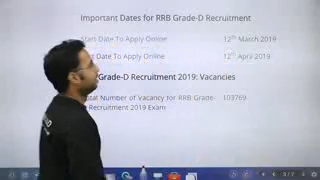 Important Dates for RRB Grade-D Recruitment
Start Date To Apply Online 12th March 2019
Date To Apply Online 12th April 2019
Grade-D Recruitment 2019: Vacancies
Total Number of Vacancy for RRB Grade- 103769
Recruitment 2019 Exam